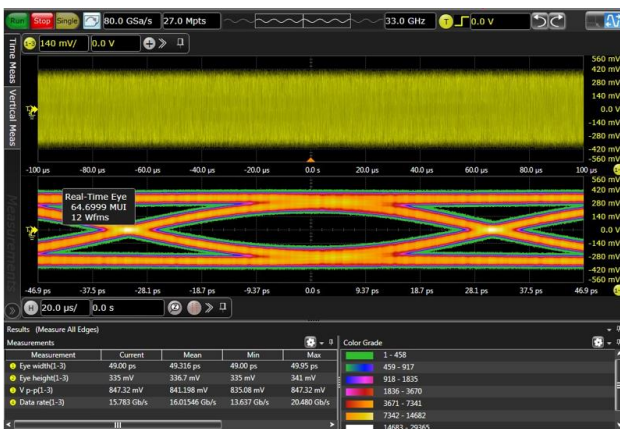 Run Stop Single 80.0 GSa/s 27.0 Mpts 33.0 GHz T 0.0 V
Time Meas
Vertical Meas
1-3 140 mV/ 0.0 V
560 mV
420 mV
280 mV
140 mV
0.0 V
-140 mV
-280 mV
-420 mV
-560 mV
-100 µs -80.0 µs -60.0 µs -40.0 µs -20.0 µs 0.0 s 20.0 µs 40.0 µs 60.0 µs 80.0 µs 100 µs
560 mV
420 mV
280 mV
140 mV
0.0 V
-140 mV
-280 mV
-420 mV
-560 mV
Real-Time Eye
64.6999 MUI
12 Wfms
-46.9 ps -37.5 ps -28.1 ps -18.7 ps -9.37 ps 0.0 s 9.37 ps 18.7 ps 28.1 ps 37.5 ps 46.9 ps
H 20.0 µs/ 0.0 s
Results (Measure All Edges)
Measurements
Measurement Current Mean Min Max
Eye width(1-3) 49.00 ps 49.316 ps 49.00 ps 49.95 ps
Eye height(1-3) 335 mV 336.7 mV 335 mV 341 mV
V p-p(1-3) 847.32 mV 841.198 mV 835.08 mV 847.32 mV
Data rate(1-3) 15.783 Gb/s 16.01546 Gb/s 13.637 Gb/s 20.480 Gb/s
Color Grade
1 - 458
459 - 917
918 - 1835
1836 - 3670
3671 - 7341
7342 - 14682
14683 - 29365